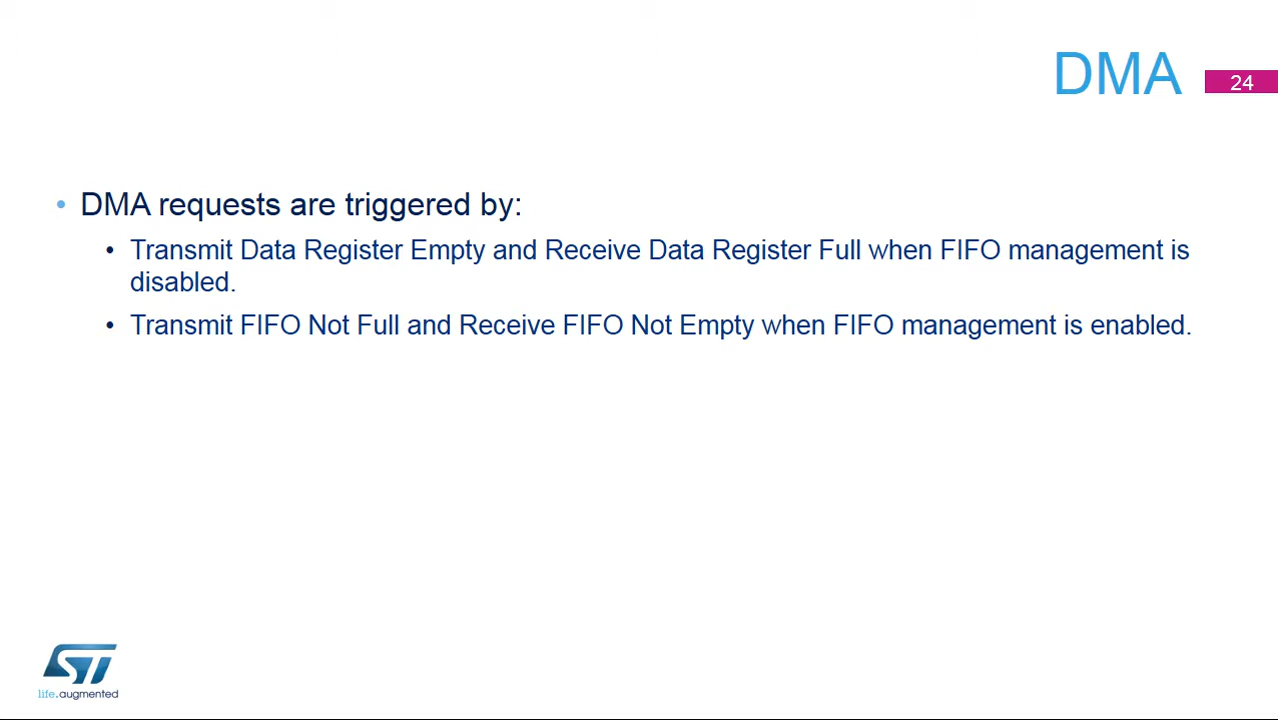 DMA
24
• DMA requests are triggered by:
• Transmit Data Register Empty and Receive Data Register Full when FIFO management is
disabled.
• Transmit FIFO Not Full and Receive FIFO Not Empty when FIFO management is enabled.
ST
life.augmented